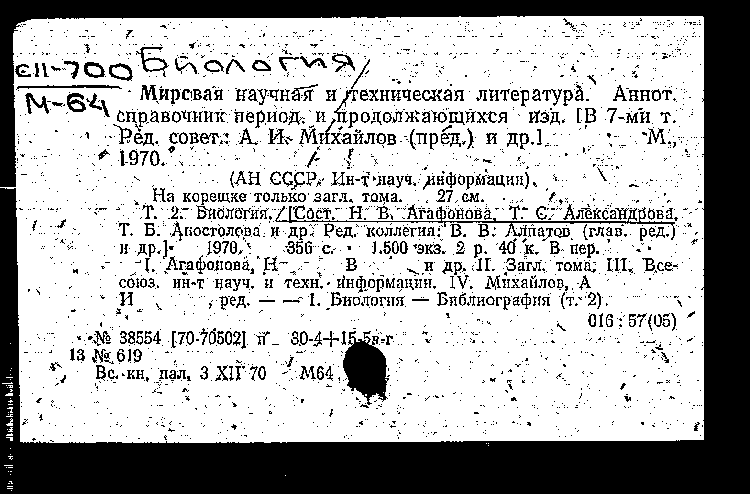 Биология
СП-700
М-64
Мировая научная и техническая литература. Аннот.
справочник период. и продолжающихся изд. [В 7-ми т.
Ред. совет.: А. И. Михайлов (пред.) и др.] М.,
1970.
(АН СССР. Ин-т науч. информации).
На корешке только загл. тома. 27 см.
Т. 2. Биология. [Сост. Н. В. Агафонова, Т. С. Александрова,
Т. Б. Апостолова и др. Ред. коллегия: В. В. Алпатов (глав. ред.)
и др.] 1970. 356 с. 1.500 экз. 2 р. 40 к. В пер.
I. Агафонова, Н В и др. II. Загл. тома. III. Все-
союз. ин-т науч. и техн. информации. IV. Михайлов, А
И ред. — — 1. Биология — Библиография (т. 2).
016 : 57(05)
№ 38554 [70-70502] п 30-4+15-5в-г
13 № 619
Вс. кн. пал. 3 XII 70 М64